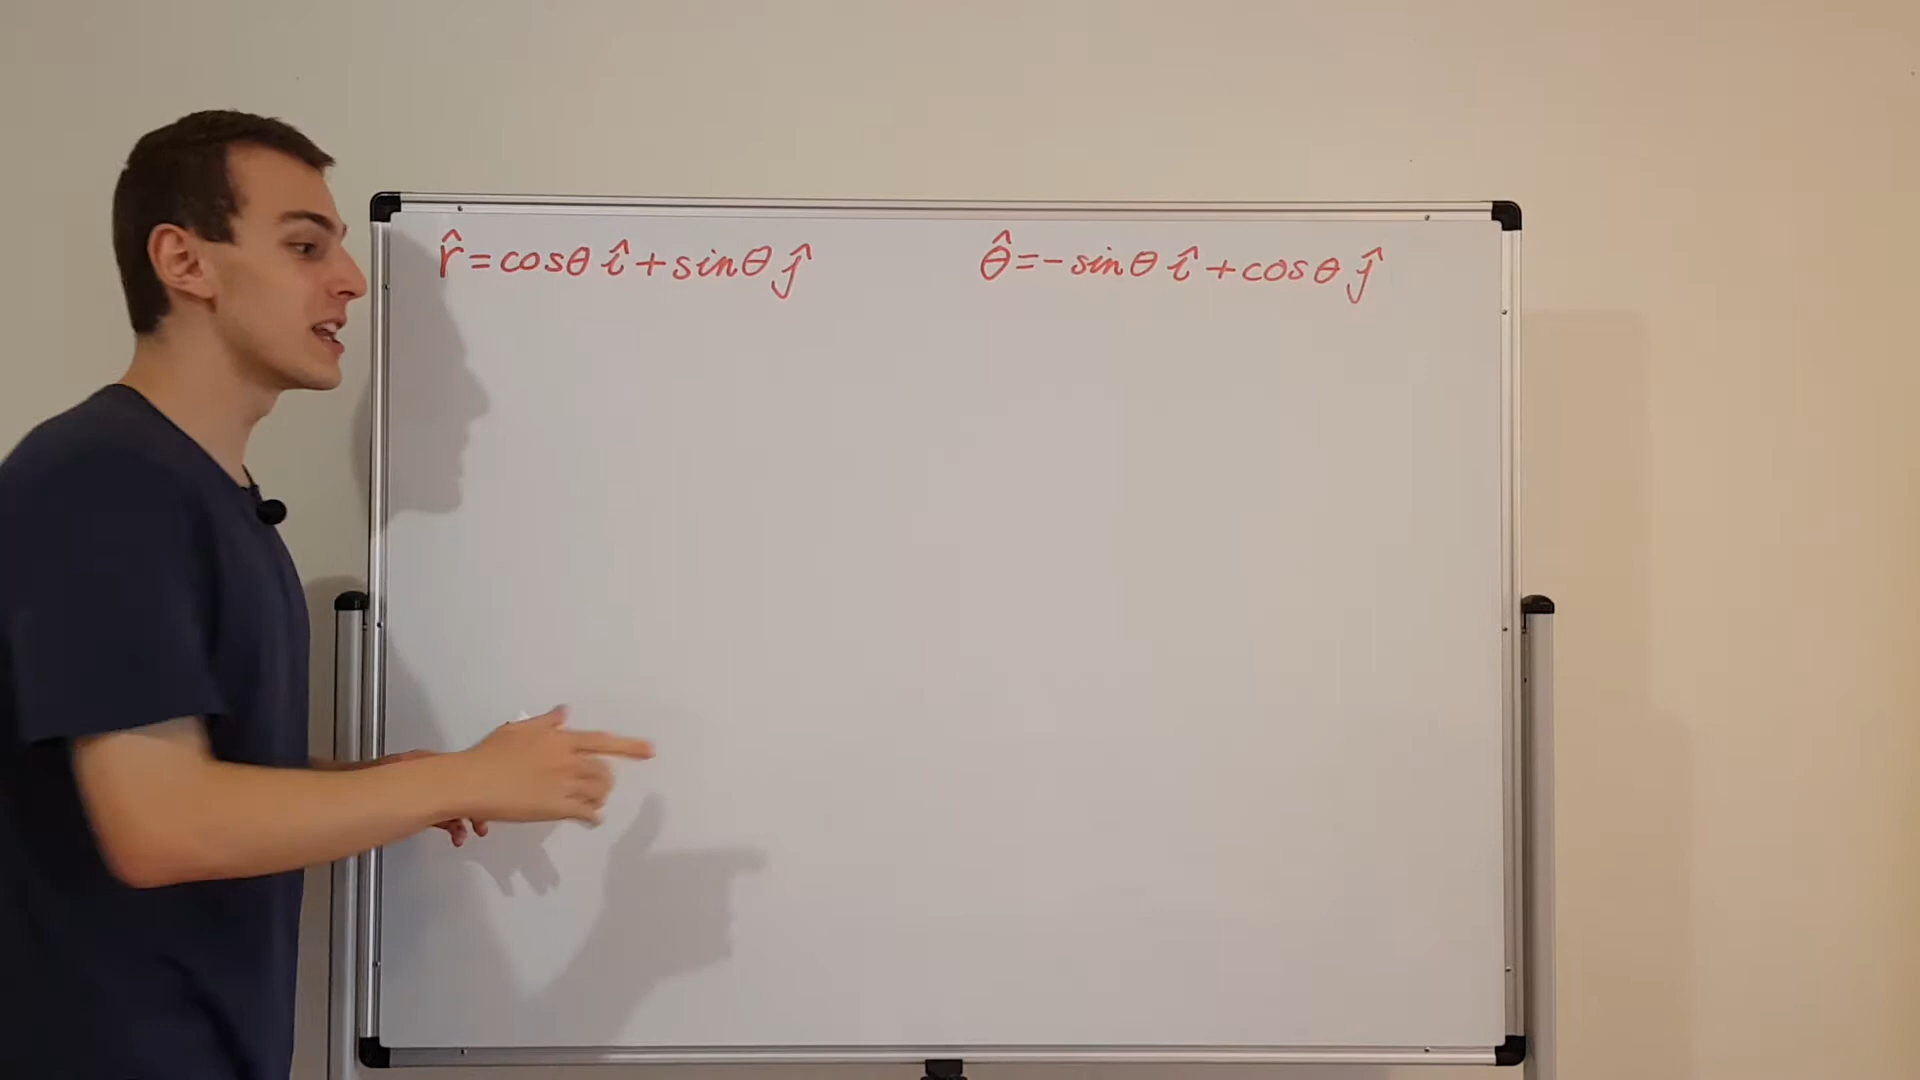 r̂ = cosθ î + sinθ ĵ
θ̂ = - sinθ î + cosθ ĵ